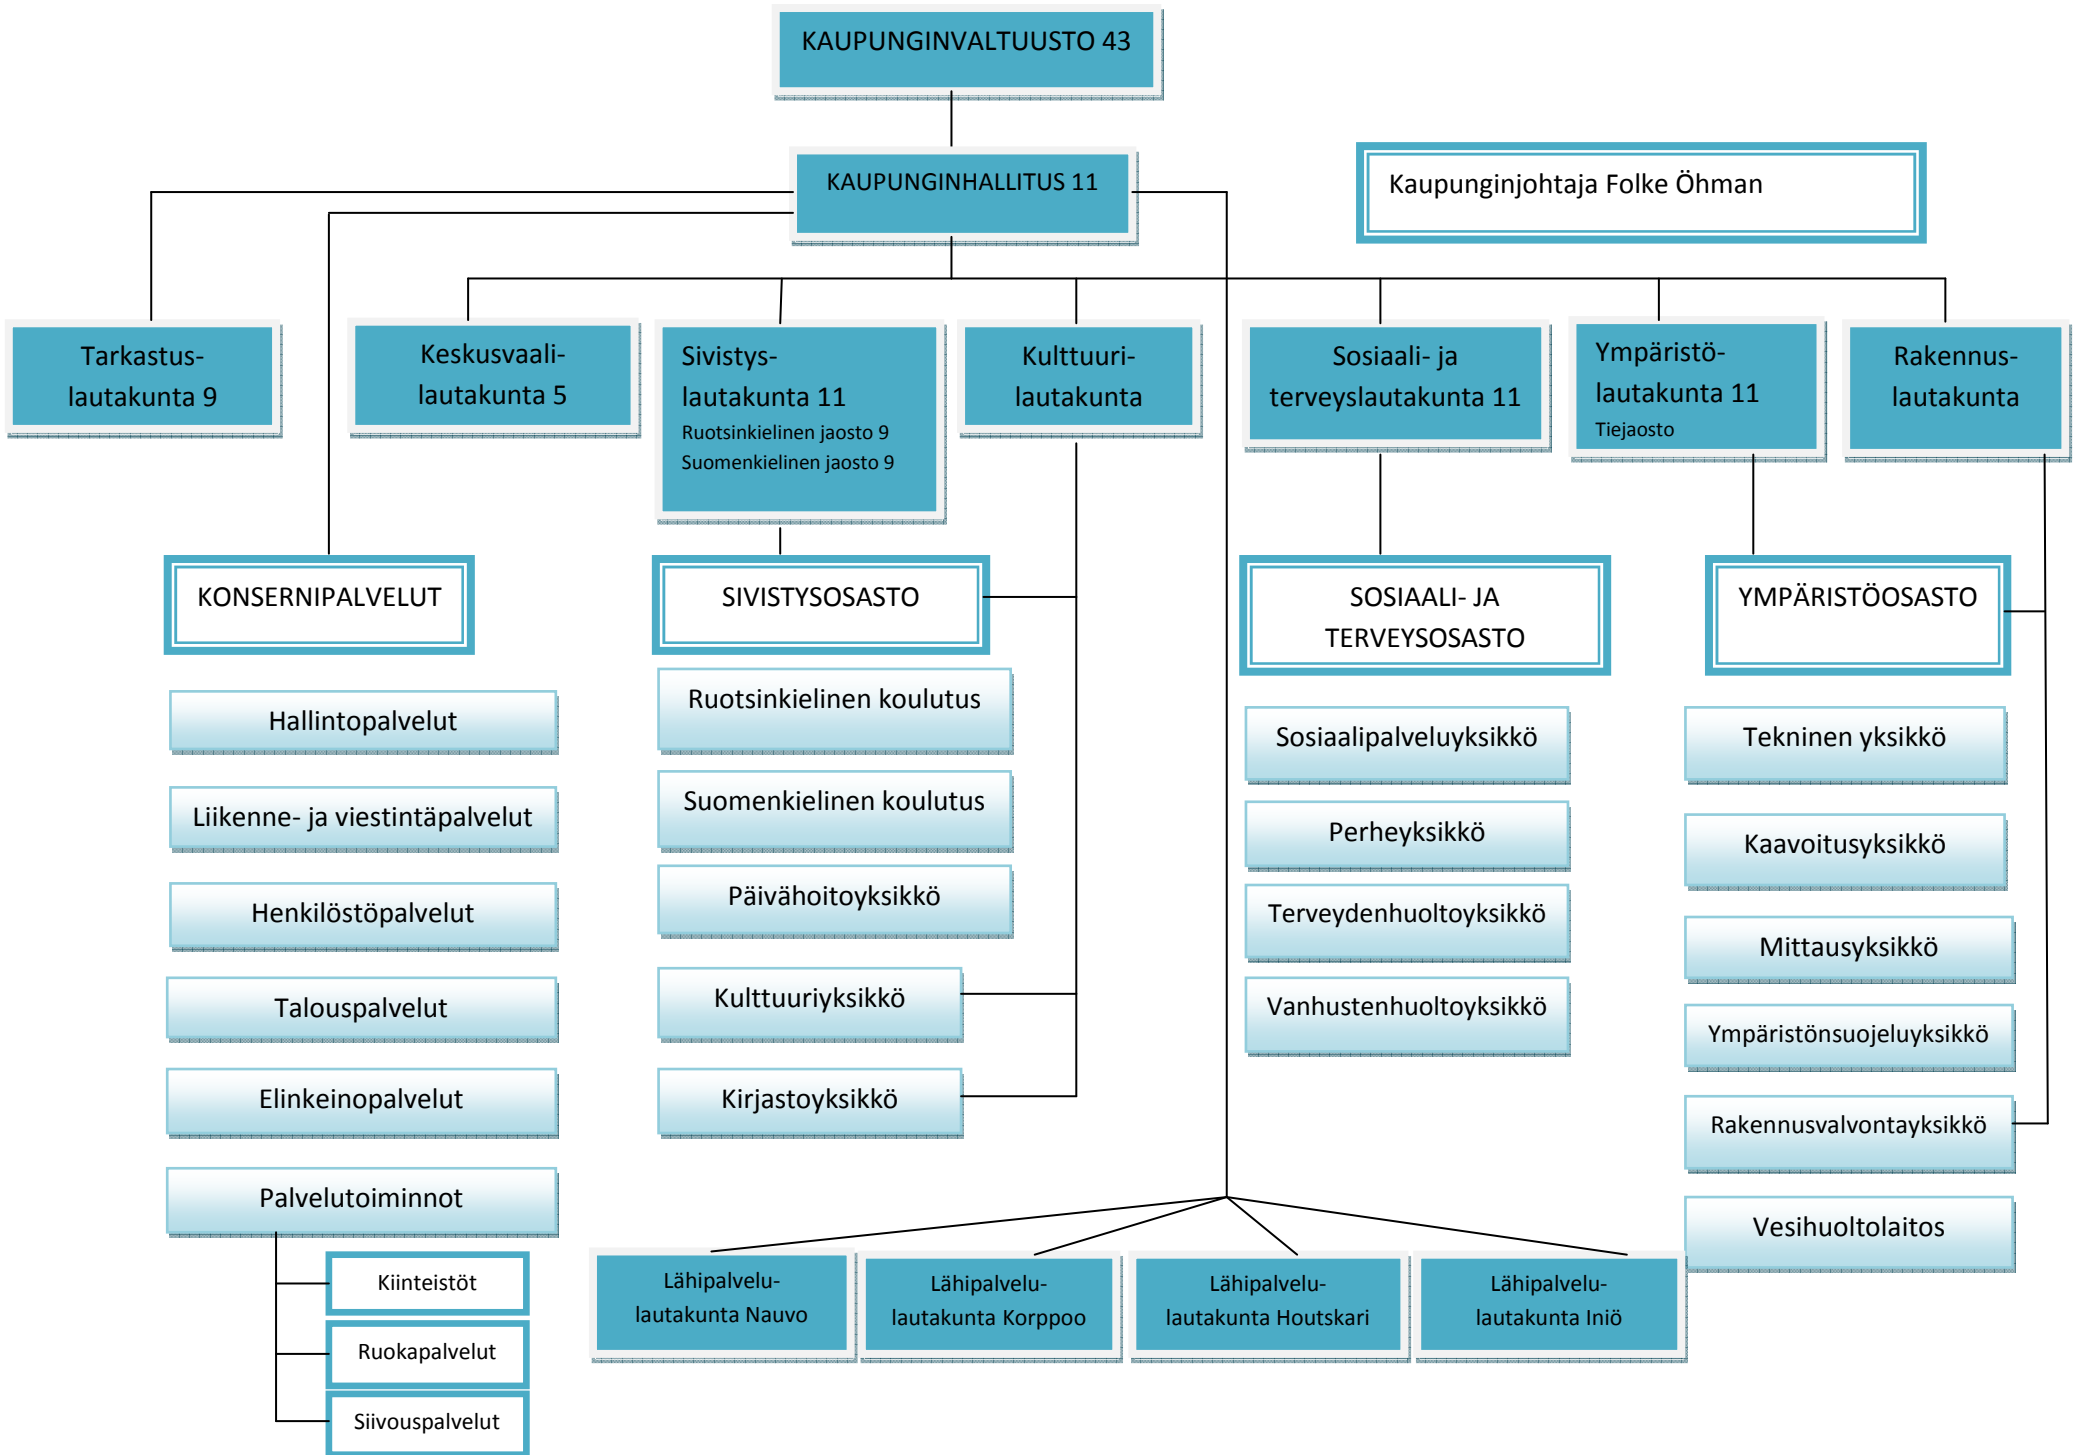 KAUPUNGINVALTUUSTO 43
KAUPUNGINHALLITUS 11
Kaupunginjohtaja Folke Öhman
Tarkastus-
lautakunta 9
Keskusvaali-
lautakunta 5
Sivistys-
lautakunta 11
Ruotsinkielinen jaosto 9
Suomenkielinen jaosto 9
Kulttuuri-
lautakunta
Sosiaali- ja
terveyslautakunta 11
Ympäristö-
lautakunta 11
Tiejaosto
Rakennus-
lautakunta
KONSERNIPALVELUT
Hallintopalvelut
Liikenne- ja viestintäpalvelut
Henkilöstöpalvelut
Talouspalvelut
Elinkeinopalvelut
Palvelutoiminnot
Kiinteistöt
Ruokapalvelut
Siivouspalvelut
SIVISTYSOSASTO
Ruotsinkielinen koulutus
Suomenkielinen koulutus
Päivähoitoyksikkö
Kulttuuriyksikkö
Kirjastoyksikkö
SOSIAALI- JA
TERVEYSOSASTO
Sosiaalipalveluyksikkö
Perheyksikkö
Terveydenhuoltoyksikkö
Vanhustenhuoltoyksikkö
YMPÄRISTÖOSASTO
Tekninen yksikkö
Kaavoitusyksikkö
Mittausyksikkö
Ympäristönsuojeluyksikkö
Rakennusvalvontayksikkö
Vesihuoltolaitos
Lähipalvelu-
lautakunta Nauvo
Lähipalvelu-
lautakunta Korppoo
Lähipalvelu-
lautakunta Houtskari
Lähipalvelu-
lautakunta Iniö